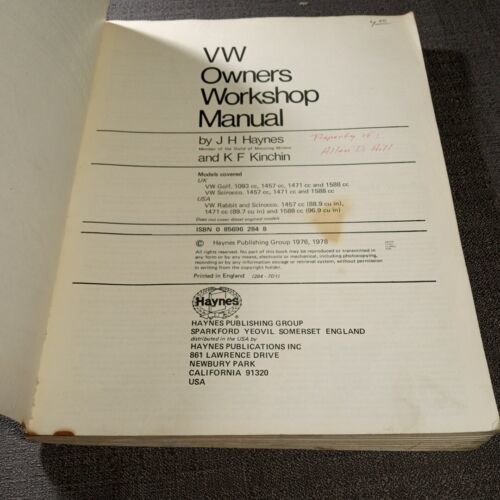 4.00
VW
Owners
Workshop
Manual
by J H Haynes
Member of the Guild of Motoring Writers
and K F Kinchin
Property of:
Allen D. Hill
Models covered
UK
VW Golf. 1093 cc, 1457 cc, 1471 cc and 1588 cc
VW Scirocco. 1457 cc, 1471 cc and 1588 cc
USA
VW Rabbit and Scirocco. 1457 cc (88.9 cu in),
1471 cc (89.7 cu in) and 1588 cc (96.9 cu in)
Does not cover diesel engined models
ISBN 0 85696 284 8
© Haynes Publishing Group 1976, 1978
All rights reserved. No part of this book may be reproduced or transmitted in
any form or by any means, electronic or mechanical, including photocopying,
recording or by any information storage or retrieval system, without permission
in writing from the copyright holder.
Printed in England (284-7G1)
Haynes
HAYNES PUBLISHING GROUP
SPARKFORD YEOVIL SOMERSET ENGLAND
distributed in the USA by
HAYNES PUBLICATIONS INC
861 LAWRENCE DRIVE
NEWBURY PARK
CALIFORNIA 91320
USA